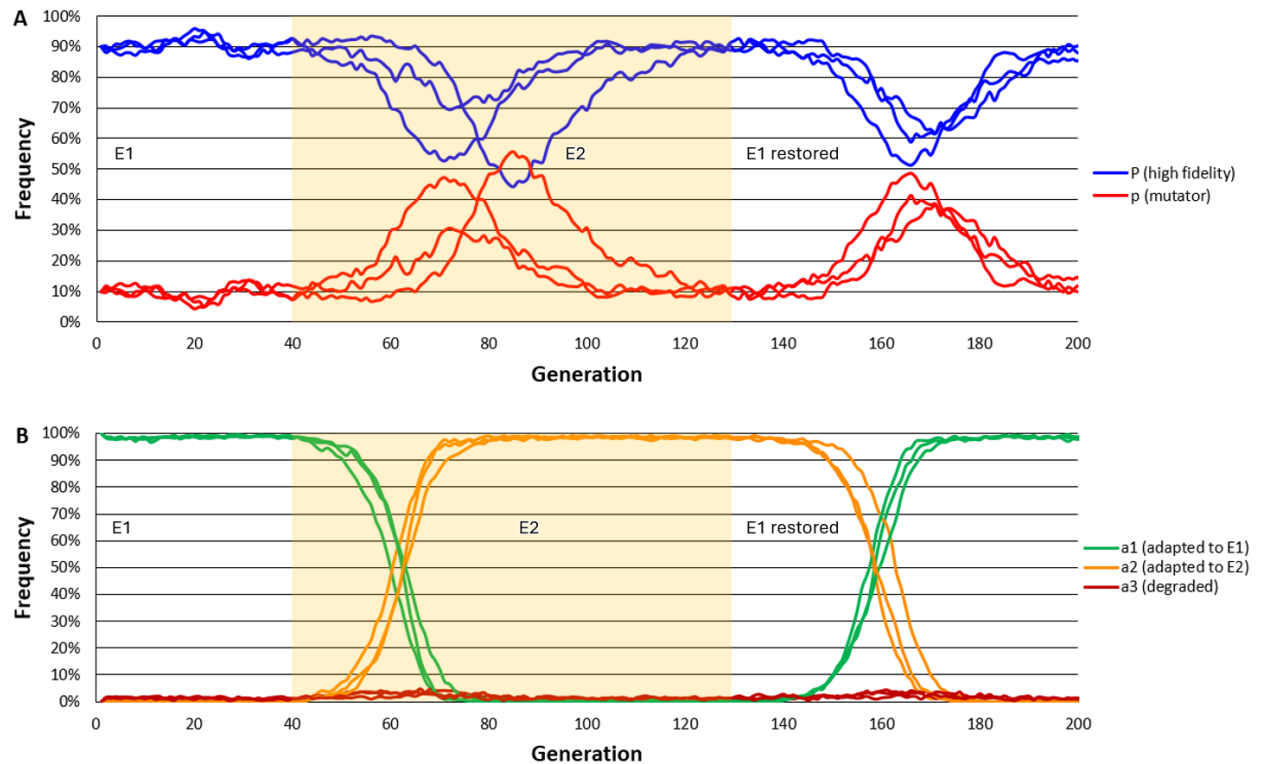 A
100%
90%
80%
70%
60%
50%
40%
30%
20%
10%
0%
Frequency
E1
E2
E1 restored
P (high fidelity)
p (mutator)
0 20 40 60 80 100 120 140 160 180 200
Generation
B
100%
90%
80%
70%
60%
50%
40%
30%
20%
10%
0%
Frequency
E1
E2
E1 restored
a1 (adapted to E1)
a2 (adapted to E2)
a3 (degraded)
0 20 40 60 80 100 120 140 160 180 200
Generation